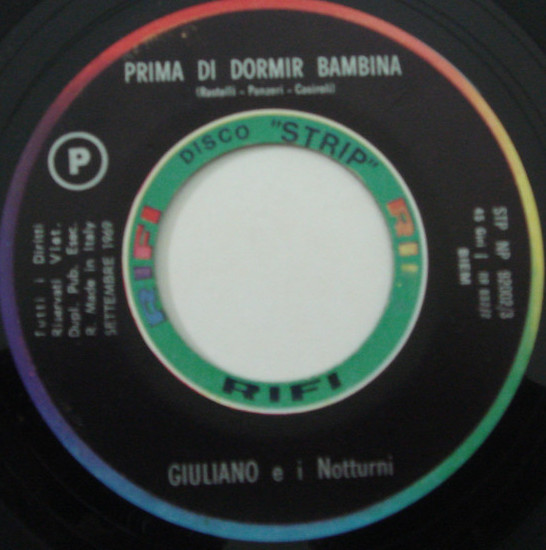 PRIMA DI DORMIR BAMBINA
(Rastelli - Panzeri - Casiroli)
DISCO "STRIP"
P
RIFI
RIFI
RIFI
Tutti i Diritti
Riservati Viet.
Dupl. Pub. Esec.
R. Made in Italy
SETTEMBRE 1969
STP NP
45 Giri
BIEM
GIULIANO e i Notturni